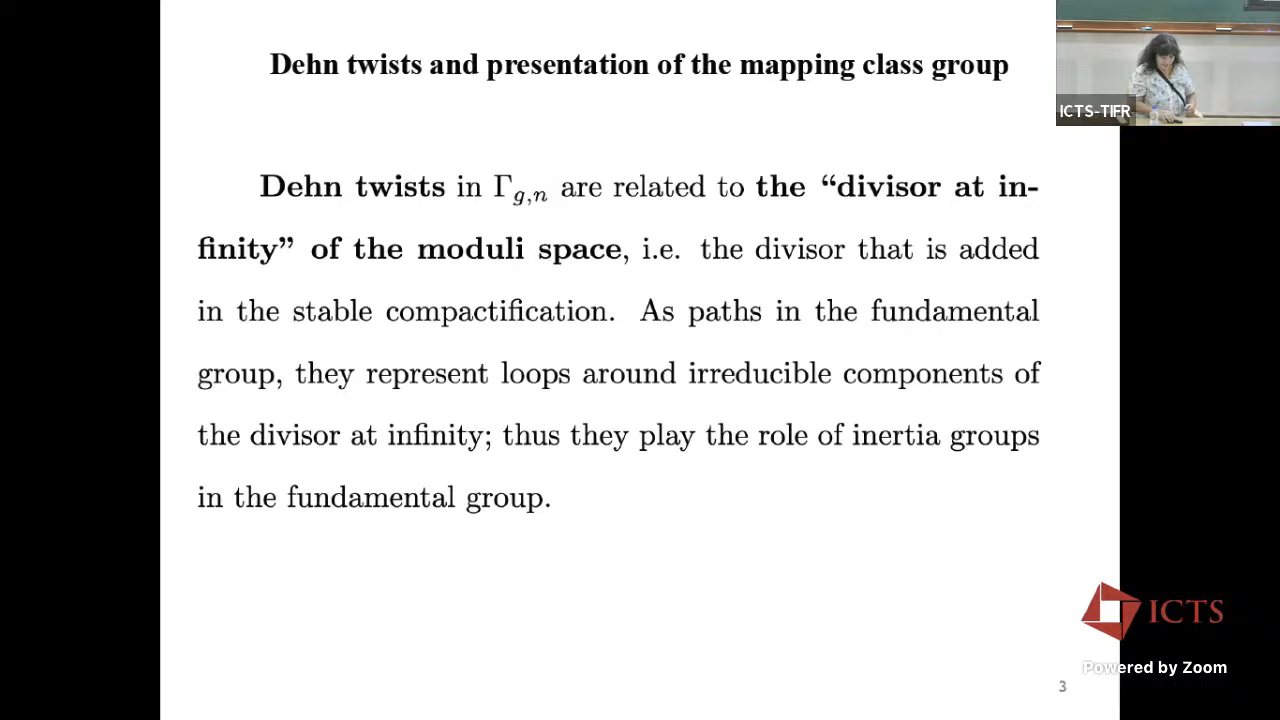 Dehn twists and presentation of the mapping class group
ICTS-TIFR
Dehn twists in Γg,n are related to the “divisor at in-
finity” of the moduli space, i.e. the divisor that is added
in the stable compactification. As paths in the fundamental
group, they represent loops around irreducible components of
the divisor at infinity; thus they play the role of inertia groups
in the fundamental group.
ICTS
Powered by Zoom
3